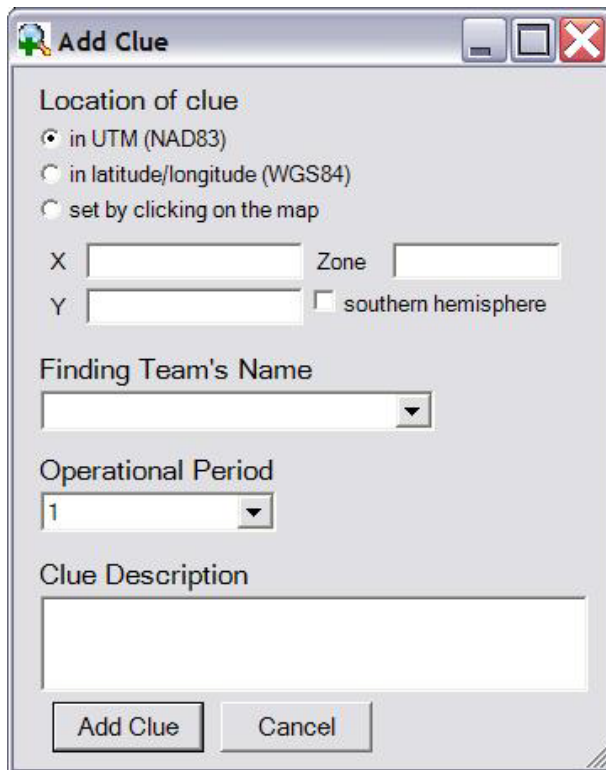 Add Clue
Location of clue
in UTM (NAD83)
in latitude/longitude (WGS84)
set by clicking on the map
X Zone
Y southern hemisphere
Finding Team's Name
Operational Period
1
Clue Description
Add Clue Cancel